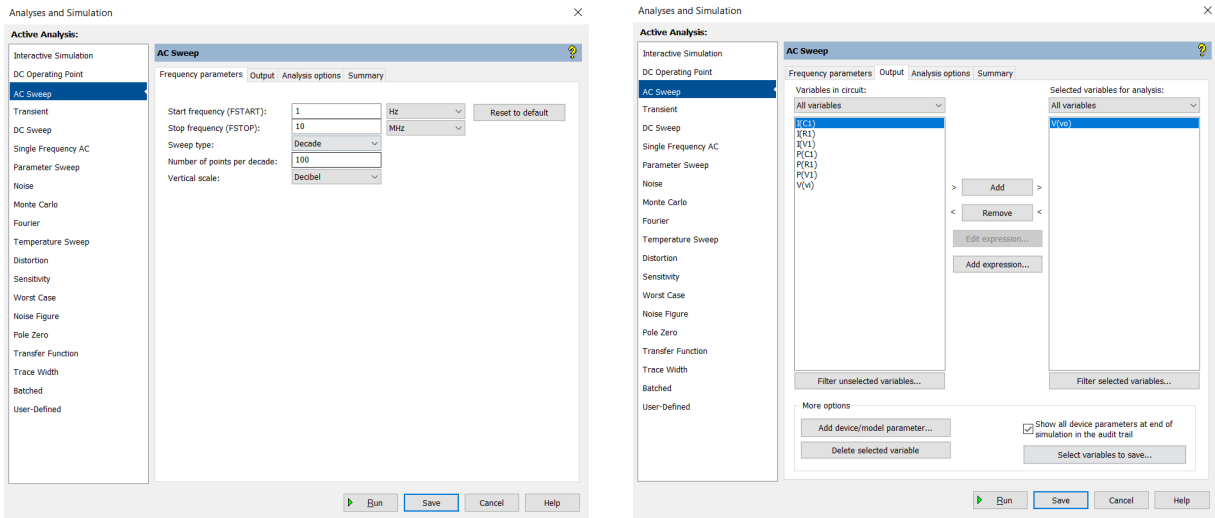 Analyses and Simulation
Active Analysis:
Interactive Simulation
DC Operating Point
AC Sweep
Transient
DC Sweep
Single Frequency AC
Parameter Sweep
Noise
Monte Carlo
Fourier
Temperature Sweep
Distortion
Sensitivity
Worst Case
Noise Figure
Pole Zero
Transfer Function
Trace Width
Batched
User-Defined
AC Sweep
Frequency parameters Output Analysis options Summary
Start frequency (FSTART): 1 Hz Reset to default
Stop frequency (FSTOP): 10 MHz
Sweep type: Decade
Number of points per decade: 100
Vertical scale: Decibel
Run Save Cancel Help
Analyses and Simulation
Active Analysis:
Interactive Simulation
DC Operating Point
AC Sweep
Transient
DC Sweep
Single Frequency AC
Parameter Sweep
Noise
Monte Carlo
Fourier
Temperature Sweep
Distortion
Sensitivity
Worst Case
Noise Figure
Pole Zero
Transfer Function
Trace Width
Batched
User-Defined
AC Sweep
Frequency parameters Output Analysis options Summary
Variables in circuit:
All variables
I(C1)
I(R1)
I(V1)
P(C1)
P(R1)
P(V1)
V(vi)
Filter unselected variables...
> Add >
< Remove <
Edit expression...
Add expression...
Selected variables for analysis:
All variables
V(vo)
Filter selected variables...
More options
Add device/model parameter...
Delete selected variable
Show all device parameters at end of
simulation in the audit trail
Select variables to save...
Run Save Cancel Help